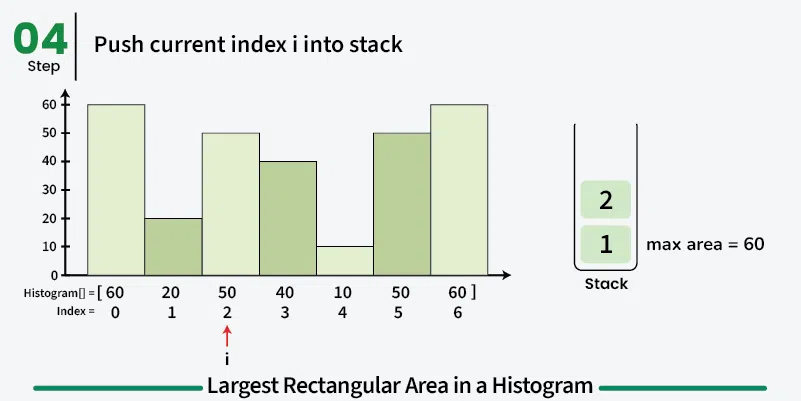 04
Step
Push current index i into stack
60
50
40
30
20
10
0
Histogram[] = [ 60 20 50 40 10 50 60 ]
Index = 0 1 2 3 4 5 6
i
2
1
max area = 60
Stack
Largest Rectangular Area in a Histogram